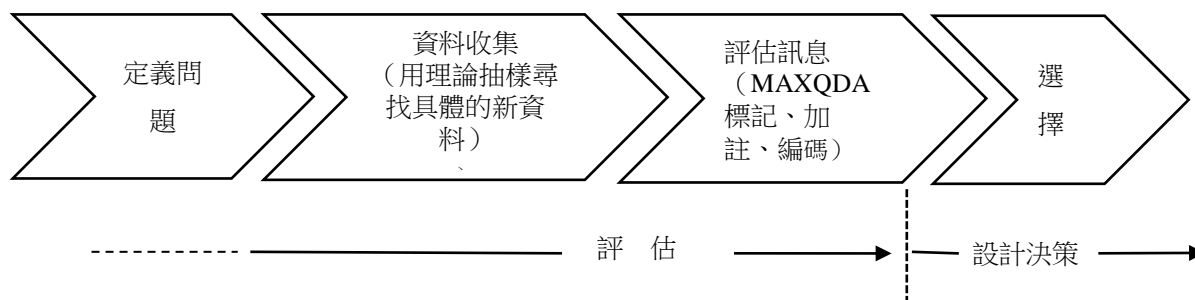 定義問
題
資料收集
（用理論抽樣尋
找具體的新資
料）
、
評估訊息
（MAXQDA
標記、加
註、編碼）
選
擇
評 估
設計決策